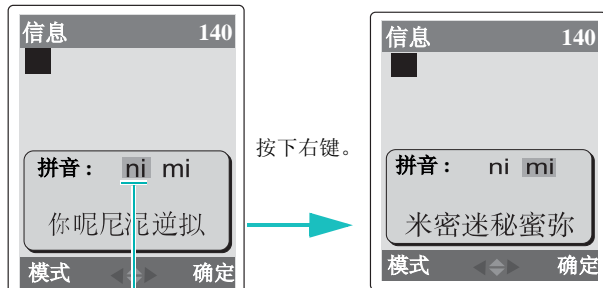 信息 140
拼音： ni mi
你呢尼泥逆拟
模式 确定
按下右键。
信息 140
拼音： ni mi
米密迷秘蜜弥
模式 确定